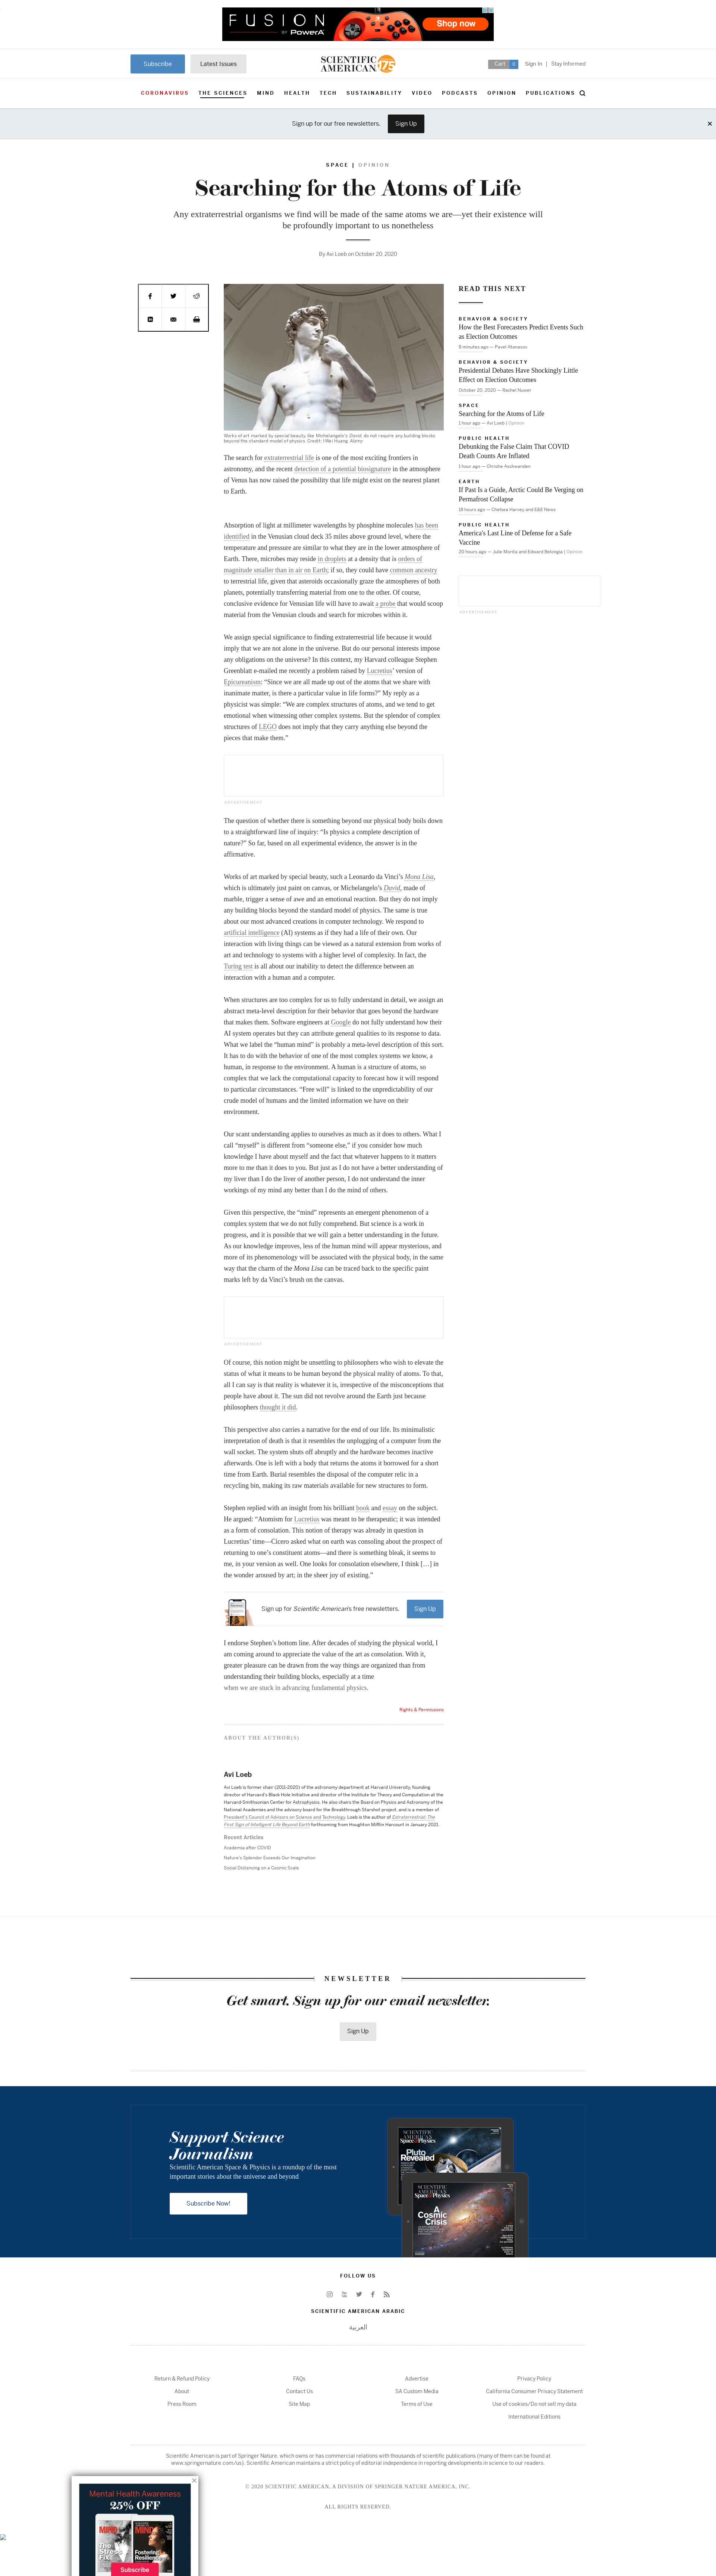 FUSION
BY POWERA
Shop now
Subscribe
Latest Issues
SCIENTIFIC
AMERICAN 175
Cart 0
Sign In | Stay Informed
CORONAVIRUS THE SCIENCES MIND HEALTH TECH SUSTAINABILITY VIDEO PODCASTS OPINION PUBLICATIONS
Sign up for our free newsletters. Sign Up
SPACE | OPINION
Searching for the Atoms of Life
Any extraterrestrial organisms we find will be made of the same atoms we are—yet their existence will
be profoundly important to us nonetheless
By Avi Loeb on October 20, 2020
Works of art marked by special beauty, like Michelangelo's David, do not require any building blocks
beyond the standard model of physics. Credit: I-Wei Huang Alamy
The search for extraterrestrial life is one of the most exciting frontiers in
astronomy, and the recent detection of a potential biosignature in the atmosphere
of Venus has now raised the possibility that life might exist on the nearest planet
to Earth.
Absorption of light at millimeter wavelengths by phosphine molecules has been
identified in the Venusian cloud deck 35 miles above ground level, where the
temperature and pressure are similar to what they are in the lower atmosphere of
Earth. There, microbes may reside in droplets at a density that is orders of
magnitude smaller than in air on Earth; if so, they could have common ancestry
to terrestrial life, given that asteroids occasionally graze the atmospheres of both
planets, potentially transferring material from one to the other. Of course,
conclusive evidence for Venusian life will have to await a probe that would scoop
material from the Venusian clouds and search for microbes within it.
We assign special significance to finding extraterrestrial life because it would
imply that we are not alone in the universe. But do our personal interests impose
any obligations on the universe? In this context, my Harvard colleague Stephen
Greenblatt e-mailed me recently a problem raised by Lucretius' version of
Epicureanism: “Since we are all made up out of the atoms that we share with
inanimate matter, is there a particular value in life forms?” My reply as a
physicist was simple: “We are complex structures of atoms, and we tend to get
emotional when witnessing other complex systems. But the splendor of complex
structures of LEGO does not imply that they carry anything else beyond the
pieces that make them.”
ADVERTISEMENT
The question of whether there is something beyond our physical body boils down
to a straightforward line of inquiry: “Is physics a complete description of
nature?” So far, based on all experimental evidence, the answer is in the
affirmative.
Works of art marked by special beauty, such a Leonardo da Vinci’s Mona Lisa,
which is ultimately just paint on canvas, or Michelangelo’s David, made of
marble, trigger a sense of awe and an emotional reaction. But they do not imply
any building blocks beyond the standard model of physics. The same is true
about our most advanced creations in computer technology. We respond to
artificial intelligence (AI) systems as if they had a life of their own. Our
interaction with living things can be viewed as a natural extension from works of
art and technology to systems with a higher level of complexity. In fact, the
Turing test is all about our inability to detect the difference between an
interaction with a human and a computer.
When structures are too complex for us to fully understand in detail, we assign an
abstract meta-level description for their behavior that goes beyond the hardware
that makes them. Software engineers at Google do not fully understand how their
AI system operates but they can attribute general qualities to its response to data.
What we label the “human mind” is probably a meta-level description of this sort.
It has to do with the behavior of one of the most complex systems we know, a
human, in response to the environment. A human is a structure of atoms, so
complex that we lack the computational capacity to forecast how it will respond
to particular circumstances. “Free will” is linked to the unpredictability of our
crude model of humans and the limited information we have on their
environment.
Our scant understanding applies to ourselves as much as it does to others. What I
call “myself” is different from “someone else,” if you consider how much
knowledge I have about myself and the fact that whatever happens to it matters
more to me than it does to you. But just as I do not have a better understanding of
my liver than I do the liver of another person, I do not understand the inner
workings of my mind any better than I do the mind of others.
Given this perspective, the “mind” represents an emergent phenomenon of a
complex system that we do not fully comprehend. But science is a work in
progress, and it is possible that we will gain a better understanding in the future.
As our knowledge improves, less of the human mind will appear mysterious, and
more of its phenomenology will be associated with the physical body, in the same
way that the charm of the Mona Lisa can be traced back to the specific paint
marks left by da Vinci’s brush on the canvas.
ADVERTISEMENT
Of course, this notion might be unsettling to philosophers who wish to elevate the
status of what it means to be human beyond the physical reality of atoms. To that,
all I can say is that reality is whatever it is, irrespective of the misconceptions that
people have about it. The sun did not revolve around the Earth just because
philosophers thought it did.
This perspective also carries a narrative for the end of our life. Its minimalistic
interpretation of death is that it resembles the unplugging of a computer from the
wall socket. The system shuts off abruptly and the hardware becomes inactive
afterwards. One is left with a body that returns the atoms it borrowed for a short
time from Earth. Burial resembles the disposal of the computer relic in a
recycling bin, making its raw materials available for new structures to form.
Stephen replied with an insight from his brilliant book and essay on the subject.
He argued: “Atomism for Lucretius was meant to be therapeutic; it was intended
as a form of consolation. This notion of therapy was already in question in
Lucretius’ time—Cicero asked what on earth was consoling about the prospect of
returning to one’s constituent atoms—and there is something bleak, it seems to
me, in your version as well. One looks for consolation elsewhere, I think […] in
the wonder aroused by art; in the sheer joy of existing.”
Sign up for Scientific American’s free newsletters. Sign Up
I endorse Stephen’s bottom line. After decades of studying the physical world, I
am coming around to appreciate the value of the art as consolation. With it,
greater pleasure can be drawn from the way things are organized than from
understanding their building blocks, especially at a time
when we are stuck in advancing fundamental physics.
Rights & Permissions
ABOUT THE AUTHOR(S)
Avi Loeb
Avi Loeb is former chair (2011-2020) of the astronomy department at Harvard University, founding
director of Harvard's Black Hole Initiative and director of the Institute for Theory and Computation at the
Harvard-Smithsonian Center for Astrophysics. He also chairs the Board on Physics and Astronomy of the
National Academies and the advisory board for the Breakthrough Starshot project, and is a member of
President's Council of Advisors on Science and Technology. Loeb is the author of Extraterrestrial: The
First Sign of Intelligent Life Beyond Earth forthcoming from Houghton Mifflin Harcourt in January 2021.
Recent Articles
Academia after COVID
Nature's Splendor Exceeds Our Imagination
Social Distancing on a Cosmic Scale
READ THIS NEXT
BEHAVIOR & SOCIETY
How the Best Forecasters Predict Events Such
as Election Outcomes
8 minutes ago — Pavel Atanasov
BEHAVIOR & SOCIETY
Presidential Debates Have Shockingly Little
Effect on Election Outcomes
October 20, 2020 — Rachel Nuwer
SPACE
Searching for the Atoms of Life
1 hour ago — Avi Loeb | Opinion
PUBLIC HEALTH
Debunking the False Claim That COVID
Death Counts Are Inflated
1 hour ago — Christie Aschwanden
EARTH
If Past Is a Guide, Arctic Could Be Verging on
Permafrost Collapse
18 hours ago — Chelsea Harvey and E&E News
PUBLIC HEALTH
America's Last Line of Defense for a Safe
Vaccine
20 hours ago — Julie Morita and Edward Belongia | Opinion
ADVERTISEMENT
NEWSLETTER
Get smart. Sign up for our email newsletter.
Sign Up
Support Science
Journalism
Scientific American Space & Physics is a roundup of the most
important stories about the universe and beyond
Subscribe Now!
SCIENTIFIC AMERICAN
Space & Physics
Pluto
Revealed
Space & Physics
A
Cosmic
Crisis
FOLLOW US
SCIENTIFIC AMERICAN ARABIC
العربية
Return & Refund Policy
About
Press Room
FAQs
Contact Us
Site Map
Advertise
SA Custom Media
Terms of Use
Privacy Policy
California Consumer Privacy Statement
Use of cookies/Do not sell my data
International Editions
Scientific American is part of Springer Nature, which owns or has commercial relations with thousands of scientific publications (many of them can be found at
www.springernature.com/us). Scientific American maintains a strict policy of editorial independence in reporting developments in science to our readers.
© 2020 SCIENTIFIC AMERICAN, A DIVISION OF SPRINGER NATURE AMERICA, INC.
ALL RIGHTS RESERVED.
Mental Health Awareness
25% OFF
MIND
MIND
The
Stress
Fix
Fostering
Resilience
Subscribe